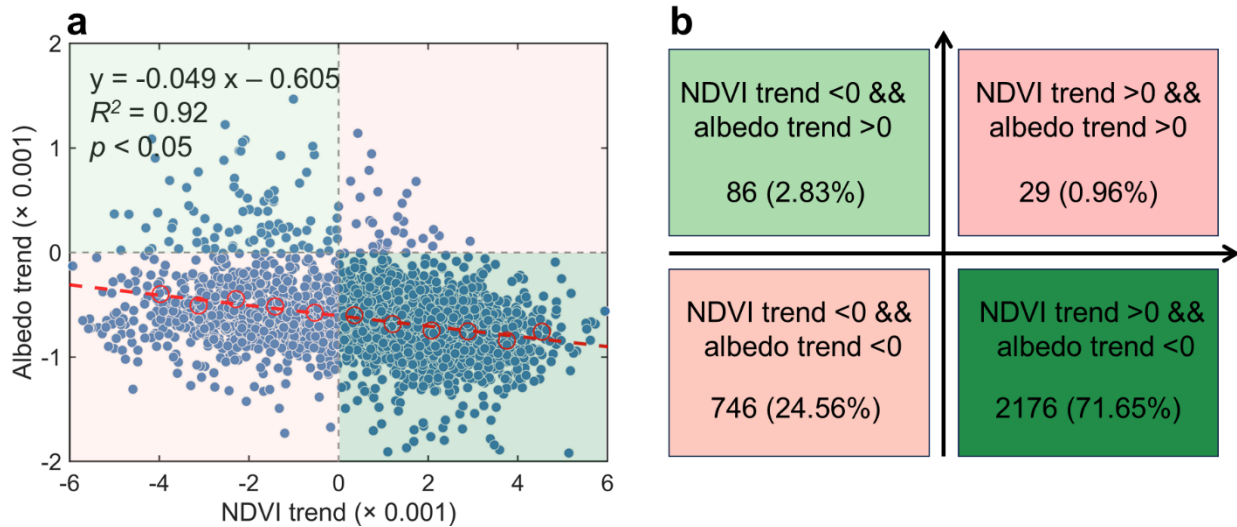 a
y = -0.049 x – 0.605
R² = 0.92
p < 0.05
2
1
0
-1
-2
-6
-4
-2
0
2
4
6
Albedo trend (× 0.001)
NDVI trend (× 0.001)
b
NDVI trend <0 &&
albedo trend >0
86 (2.83%)
NDVI trend >0 &&
albedo trend >0
29 (0.96%)
NDVI trend <0 &&
albedo trend <0
746 (24.56%)
NDVI trend >0 &&
albedo trend <0
2176 (71.65%)